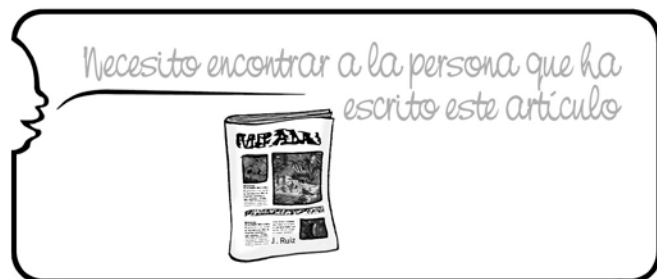 Necesito encontrar a la persona que ha
escrito este artículo
J. Ruiz